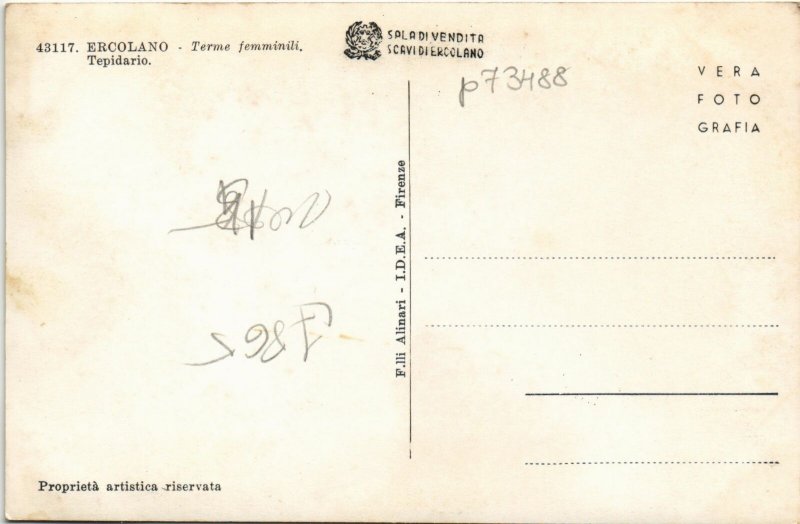 43117. ERCOLANO - Terme femminili.
Tepidario.
SALA DI VENDITA
SCAVI DI ERCOLANO
p73488
VERA
FOTO
GRAFIA
F.lli Alinari - I.D.E.A. - Firenze
Proprietà artistica riservata